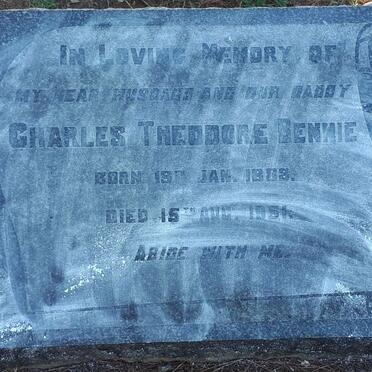 In Loving Memory of
my dear husband and our daddy
Charles Theodore Bennie
Born 19th Jan.
Died 15th Aug. 1951.
Abide with me.